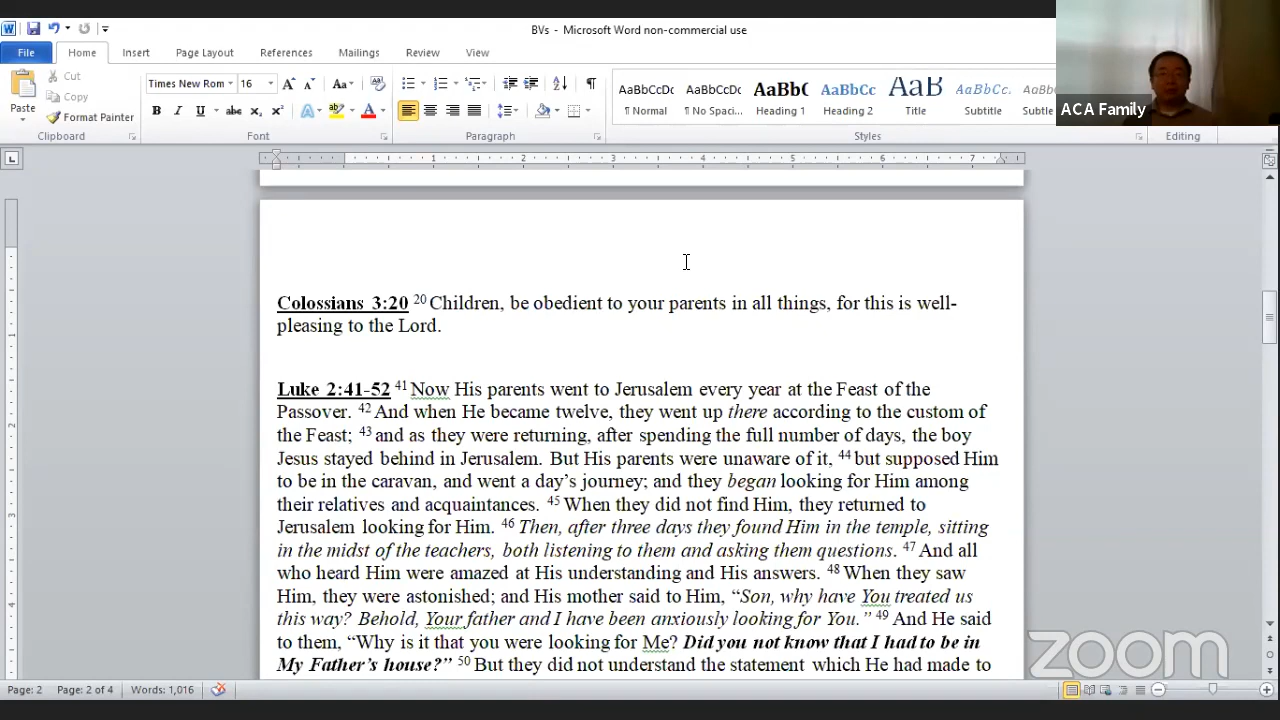 BVs - Microsoft Word non-commercial use
File Home Insert Page Layout References Mailings Review View
Paste
Cut
Copy
Format Painter
Clipboard
Times New Rom 16
Font
Paragraph
AaBbCcDc AaBbCcDc AaBbC AaBbCc AaB AaBbCc.
¶ Normal ¶ No Spaci... Heading 1 Heading 2 Title Subtitle Subtle
Styles
Editing
ACA Family
1 2 3 4 5 6 7
Colossians 3:20 20 Children, be obedient to your parents in all things, for this is well-
pleasing to the Lord.
Luke 2:41-52 41 Now His parents went to Jerusalem every year at the Feast of the
Passover. 42 And when He became twelve, they went up there according to the custom of
the Feast; 43 and as they were returning, after spending the full number of days, the boy
Jesus stayed behind in Jerusalem. But His parents were unaware of it, 44 but supposed Him
to be in the caravan, and went a day's journey; and they began looking for Him among
their relatives and acquaintances. 45 When they did not find Him, they returned to
Jerusalem looking for Him. 46 Then, after three days they found Him in the temple, sitting
in the midst of the teachers, both listening to them and asking them questions. 47 And all
who heard Him were amazed at His understanding and His answers. 48 When they saw
Him, they were astonished; and His mother said to Him, “Son, why have You treated us
this way? Behold, Your father and I have been anxiously looking for You.” 49 And He said
to them, “Why is it that you were looking for Me? Did you not know that I had to be in
My Father’s house?” 50 But they did not understand the statement which He had made to
zoom
Page: 2 Page: 2 of 4 Words: 1,016